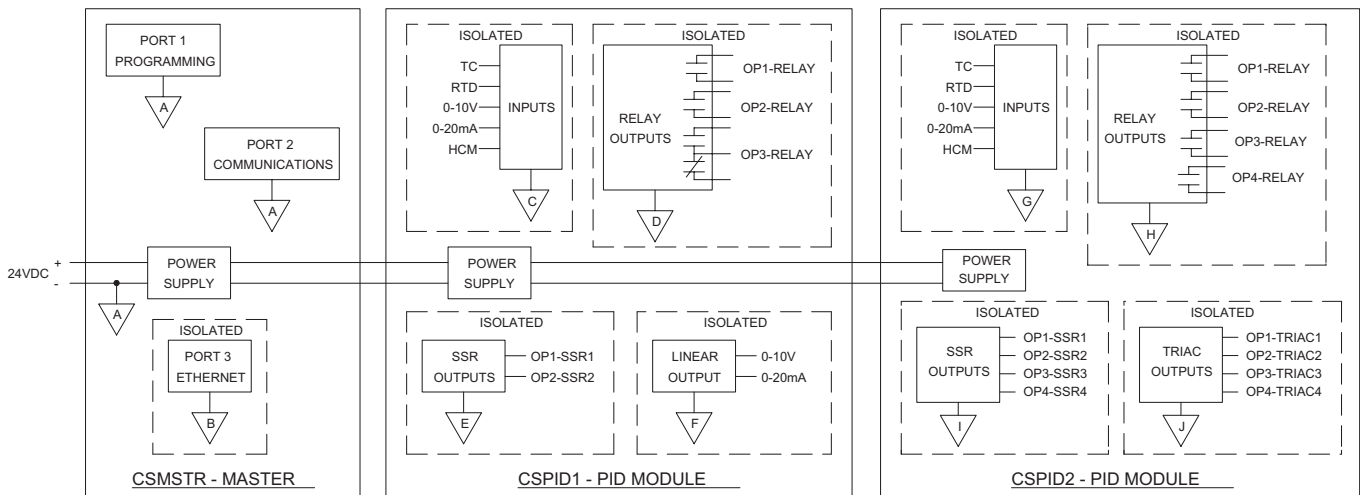 PORT 1
PROGRAMMING
A
PORT 2
COMMUNICATIONS
A
24VDC
+
-
POWER
SUPPLY
A
ISOLATED
PORT 3
ETHERNET
B
CSMSTR - MASTER
ISOLATED
TC
RTD
0-10V
0-20mA
HCM
INPUTS
C
ISOLATED
RELAY
OUTPUTS
OP1-RELAY
OP2-RELAY
OP3-RELAY
D
POWER
SUPPLY
ISOLATED
SSR
OUTPUTS
OP1-SSR1
OP2-SSR2
E
ISOLATED
LINEAR
OUTPUT
0-10V
0-20mA
F
CSPID1 - PID MODULE
ISOLATED
TC
RTD
0-10V
0-20mA
HCM
INPUTS
G
ISOLATED
RELAY
OUTPUTS
OP1-RELAY
OP2-RELAY
OP3-RELAY
OP4-RELAY
H
POWER
SUPPLY
ISOLATED
SSR
OUTPUTS
OP1-SSR1
OP2-SSR2
OP3-SSR3
OP4-SSR4
I
ISOLATED
TRIAC
OUTPUTS
OP1-TRIAC1
OP2-TRIAC2
OP3-TRIAC3
OP4-TRIAC4
J
CSPID2 - PID MODULE